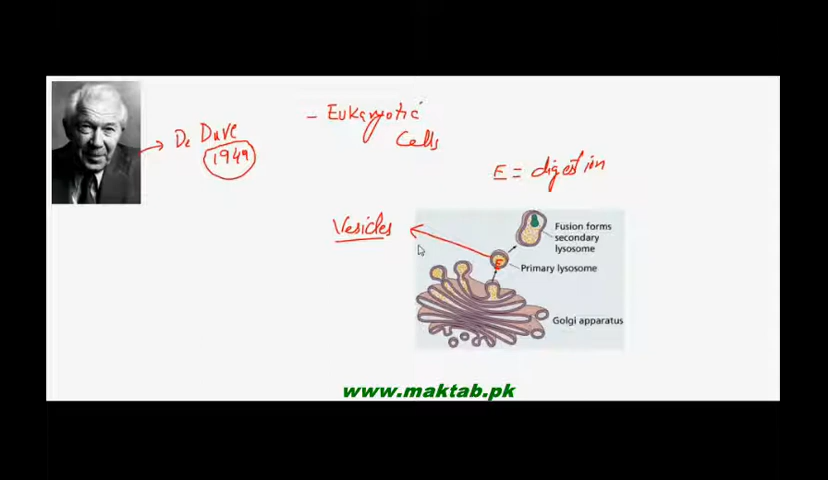 De Duve
1949
- Eukaryotic
Cells
E = digestion
Vesicles
E
Fusion forms
secondary
lysosome
Primary lysosome
Golgi apparatus
www.maktab.pk